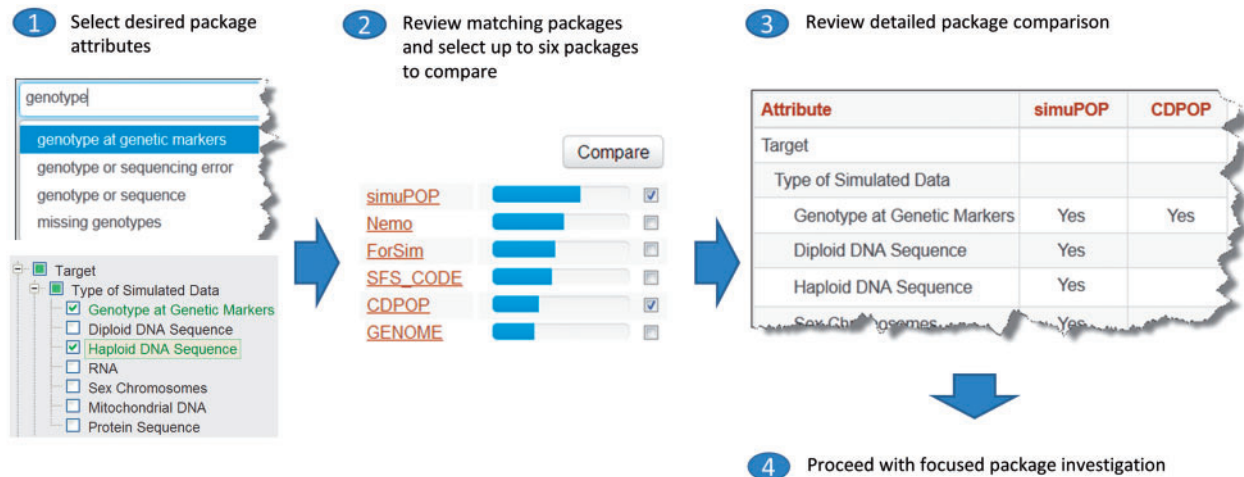 1 Select desired package
attributes
genotype
genotype at genetic markers
genotype or sequencing error
genotype or sequence
missing genotypes
Target
Type of Simulated Data
Genotype at Genetic Markers
Diploid DNA Sequence
Haploid DNA Sequence
RNA
Sex Chromosomes
Mitochondrial DNA
Protein Sequence
2 Review matching packages
and select up to six packages
to compare
Compare
simuPOP
Nemo
ForSim
SFS_CODE
CDPOP
GENOME
3 Review detailed package comparison
Attribute simuPOP CDPOP
Target
Type of Simulated Data
Genotype at Genetic Markers Yes Yes
Diploid DNA Sequence Yes
Haploid DNA Sequence Yes
Sex Chromosomes Yes
4 Proceed with focused package investigation